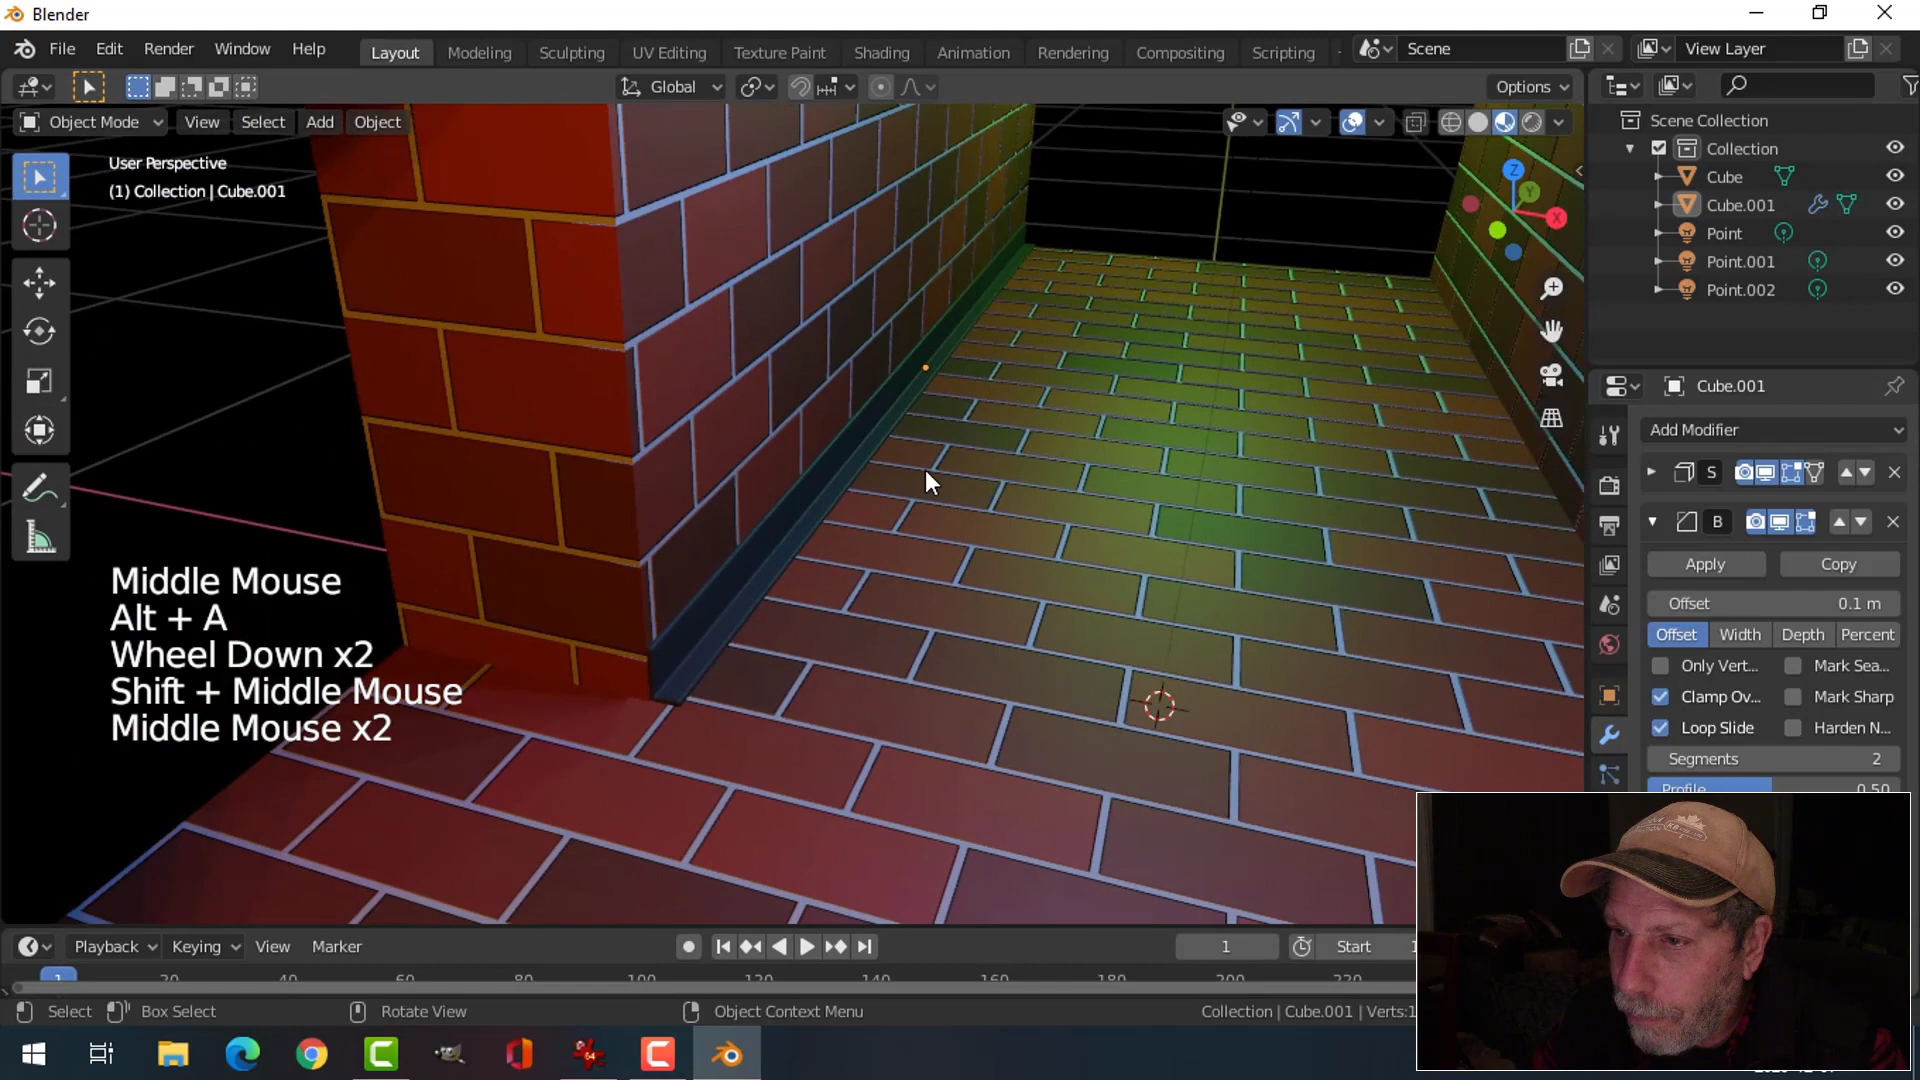 Blender
File Edit Render Window Help Layout Modeling Sculpting UV Editing Texture Paint Shading Animation Rendering Compositing Scripting Scene View Layer
Global Options
Object Mode View Select Add Object
User Perspective
(1) Collection | Cube.001
Z
Y
X
Middle Mouse
Alt + A
Wheel Down x2
Shift + Middle Mouse
Middle Mouse x2
Scene Collection
Collection
Cube
Cube.001
Point
Point.001
Point.002
Cube.001
Add Modifier
S
B
Apply Copy
Offset 0.1 m
Offset Width Depth Percent
Only Vert... Mark Sea...
Clamp Ov... Mark Sharp
Loop Slide Harden N...
Segments 2
Profile 0.50
Playback Keying View Marker 1 Start 1
1 20 40 60 80 100 120 140 160 180 200 220
Select Box Select Rotate View Object Context Menu Collection | Cube.001 | Verts:1